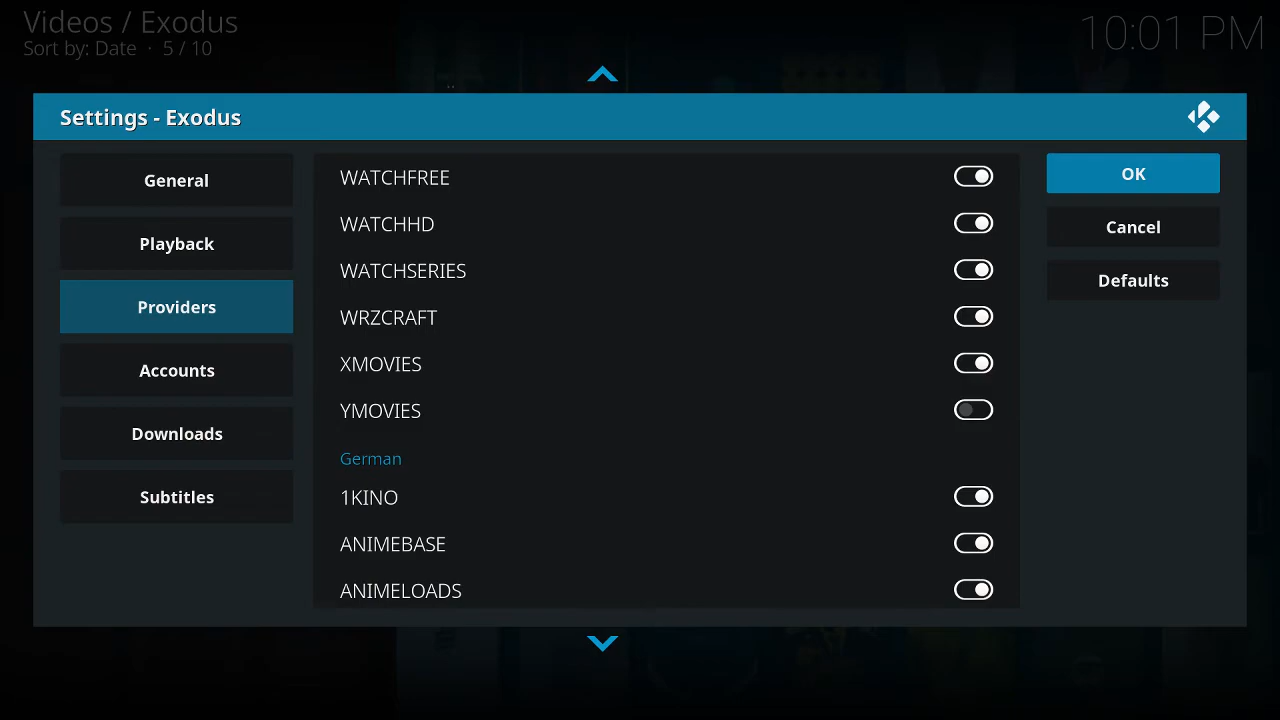 Videos / Exodus
Sort by: Date · 5 / 10
10:01 PM
Settings - Exodus
General
Playback
Providers
Accounts
Downloads
Subtitles
WATCHFREE
WATCHHD
WATCHSERIES
WRZCRAFT
XMOVIES
YMOVIES
German
1KINO
ANIMEBASE
ANIMELOADS
OK
Cancel
Defaults